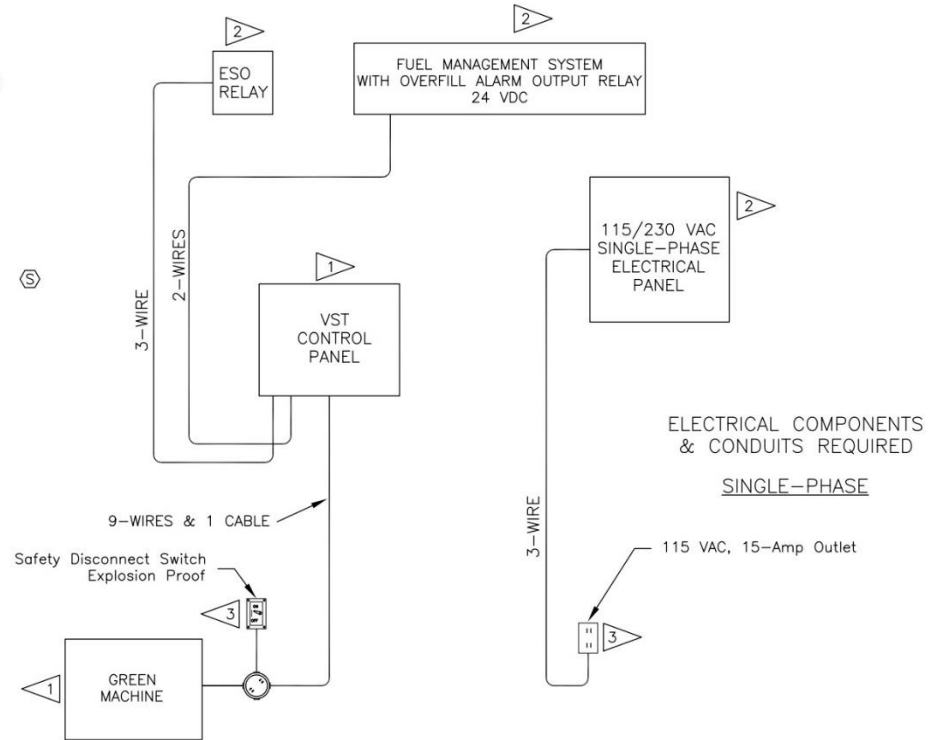 2
ESO
RELAY
2
FUEL MANAGEMENT SYSTEM
WITH OVERFILL ALARM OUTPUT RELAY
24 VDC
2
115/230 VAC
SINGLE-PHASE
ELECTRICAL
PANEL
2-WIRES
3-WIRE
S
1
VST
CONTROL
PANEL
ELECTRICAL COMPONENTS
& CONDUITS REQUIRED
SINGLE-PHASE
9-WIRES & 1 CABLE
3-WIRE
115 VAC, 15-Amp Outlet
Safety Disconnect Switch
Explosion Proof
3
3
1
GREEN
MACHINE